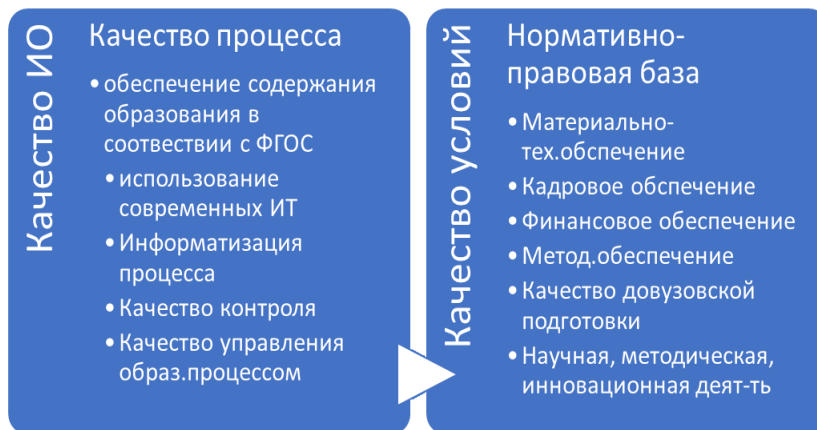 Качество ИО
Качество процесса
•обеспечение содержания
образования в
соотвествии с ФГОС
•использование
современных ИТ
•Информатизация
процесса
•Качество контроля
•Качество управления
образ.процессом
Качество условий
Нормативно-
правовая база
•Материально-
тех.обспечение
•Кадровое обспечение
•Финансовое обеспечение
•Метод.обеспечение
•Качество довузовской
подготовки
•Научная, методическая,
инновационная деят-ть